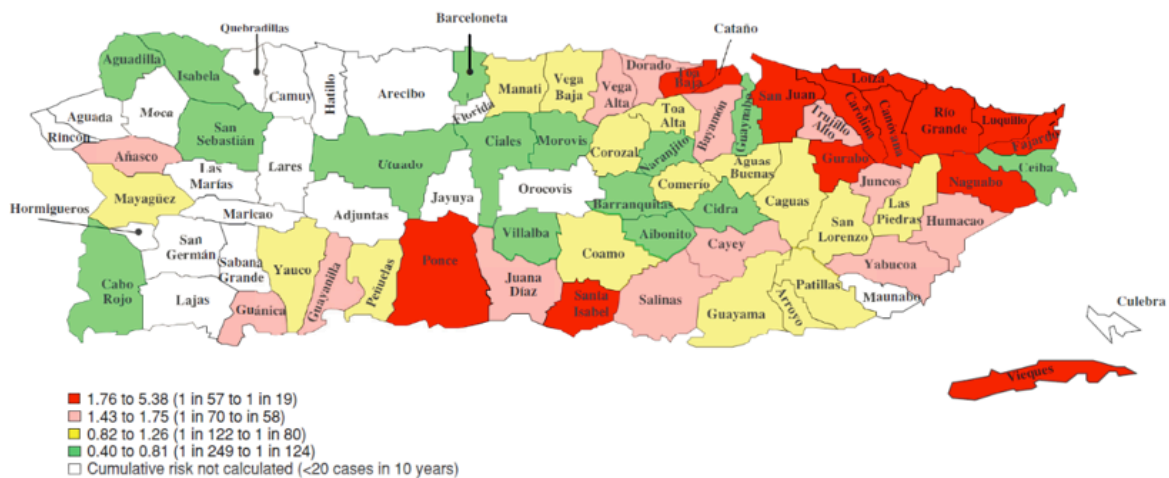 Barceloneta
Quebradillas
Cataño
Aguadilla
Isabela
Camuy
Hatillo
Arecibo
Manatí
Vega
Baja
Vega
Alta
Dorado
Toa
Baja
San Juan
Loiza
Carolina
Canóvana
s
Río
Grande
Luquillo
Fajardo
Ceiba
Aguada
Rincón
Moca
San
Sebastián
Florida
Ciales
Morovis
Corozal
Toa
Alta
Naranjito
Bayamón
Guaynabo
Trujillo
Alto
Gurabo
Naguabo
Añasco
Las
Marías
Lares
Utuado
Jayuya
Orocovis
Barranquitas
Comerío
Aguas
Buenas
Cidra
Caguas
Juncos
Las
Piedras
Humacao
Mayagüez
Hormigueros
Maricao
Adjuntas
Villalba
Aibonito
Cayey
San
Lorenzo
Yabucoa
San
Germán
Sabana
Grande
Yauco
Guayanilla
Peñuelas
Ponce
Juana
Díaz
Coamo
Santa
Isabel
Salinas
Guayama
Arroyo
Patillas
Maunabo
Cabo
Rojo
Lajas
Guánica
Culebra
Vieques
1.76 to 5.38 (1 in 57 to 1 in 19)
1.43 to 1.75 (1 in 70 to in 58)
0.82 to 1.26 (1 in 122 to 1 in 80)
0.40 to 0.81 (1 in 249 to 1 in 124)
Cumulative risk not calculated (<20 cases in 10 years)